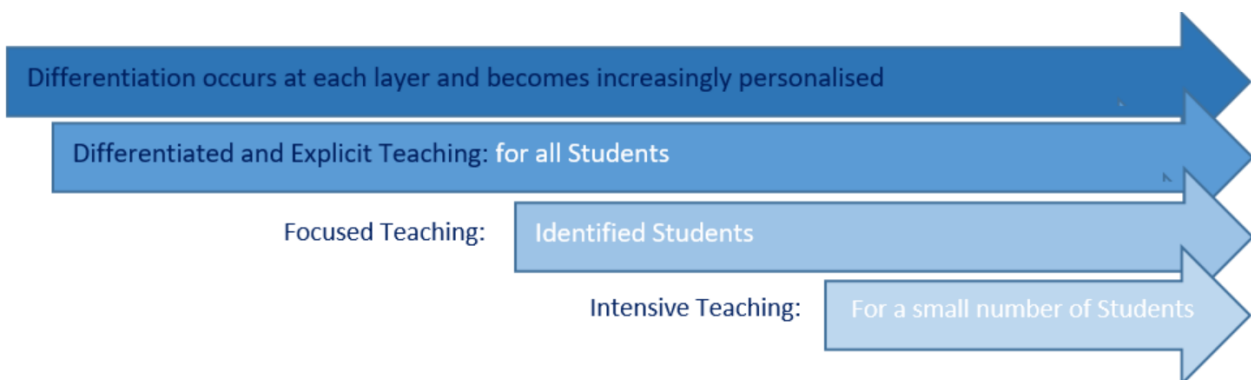 Differentiation occurs at each layer and becomes increasingly personalised
Differentiated and Explicit Teaching: for all Students
Focused Teaching: Identified Students
Intensive Teaching: For a small number of Students